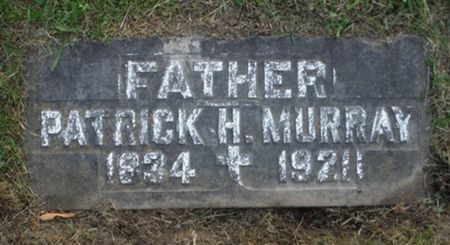 FATHER
PATRICK H. MURRAY
1834 1921